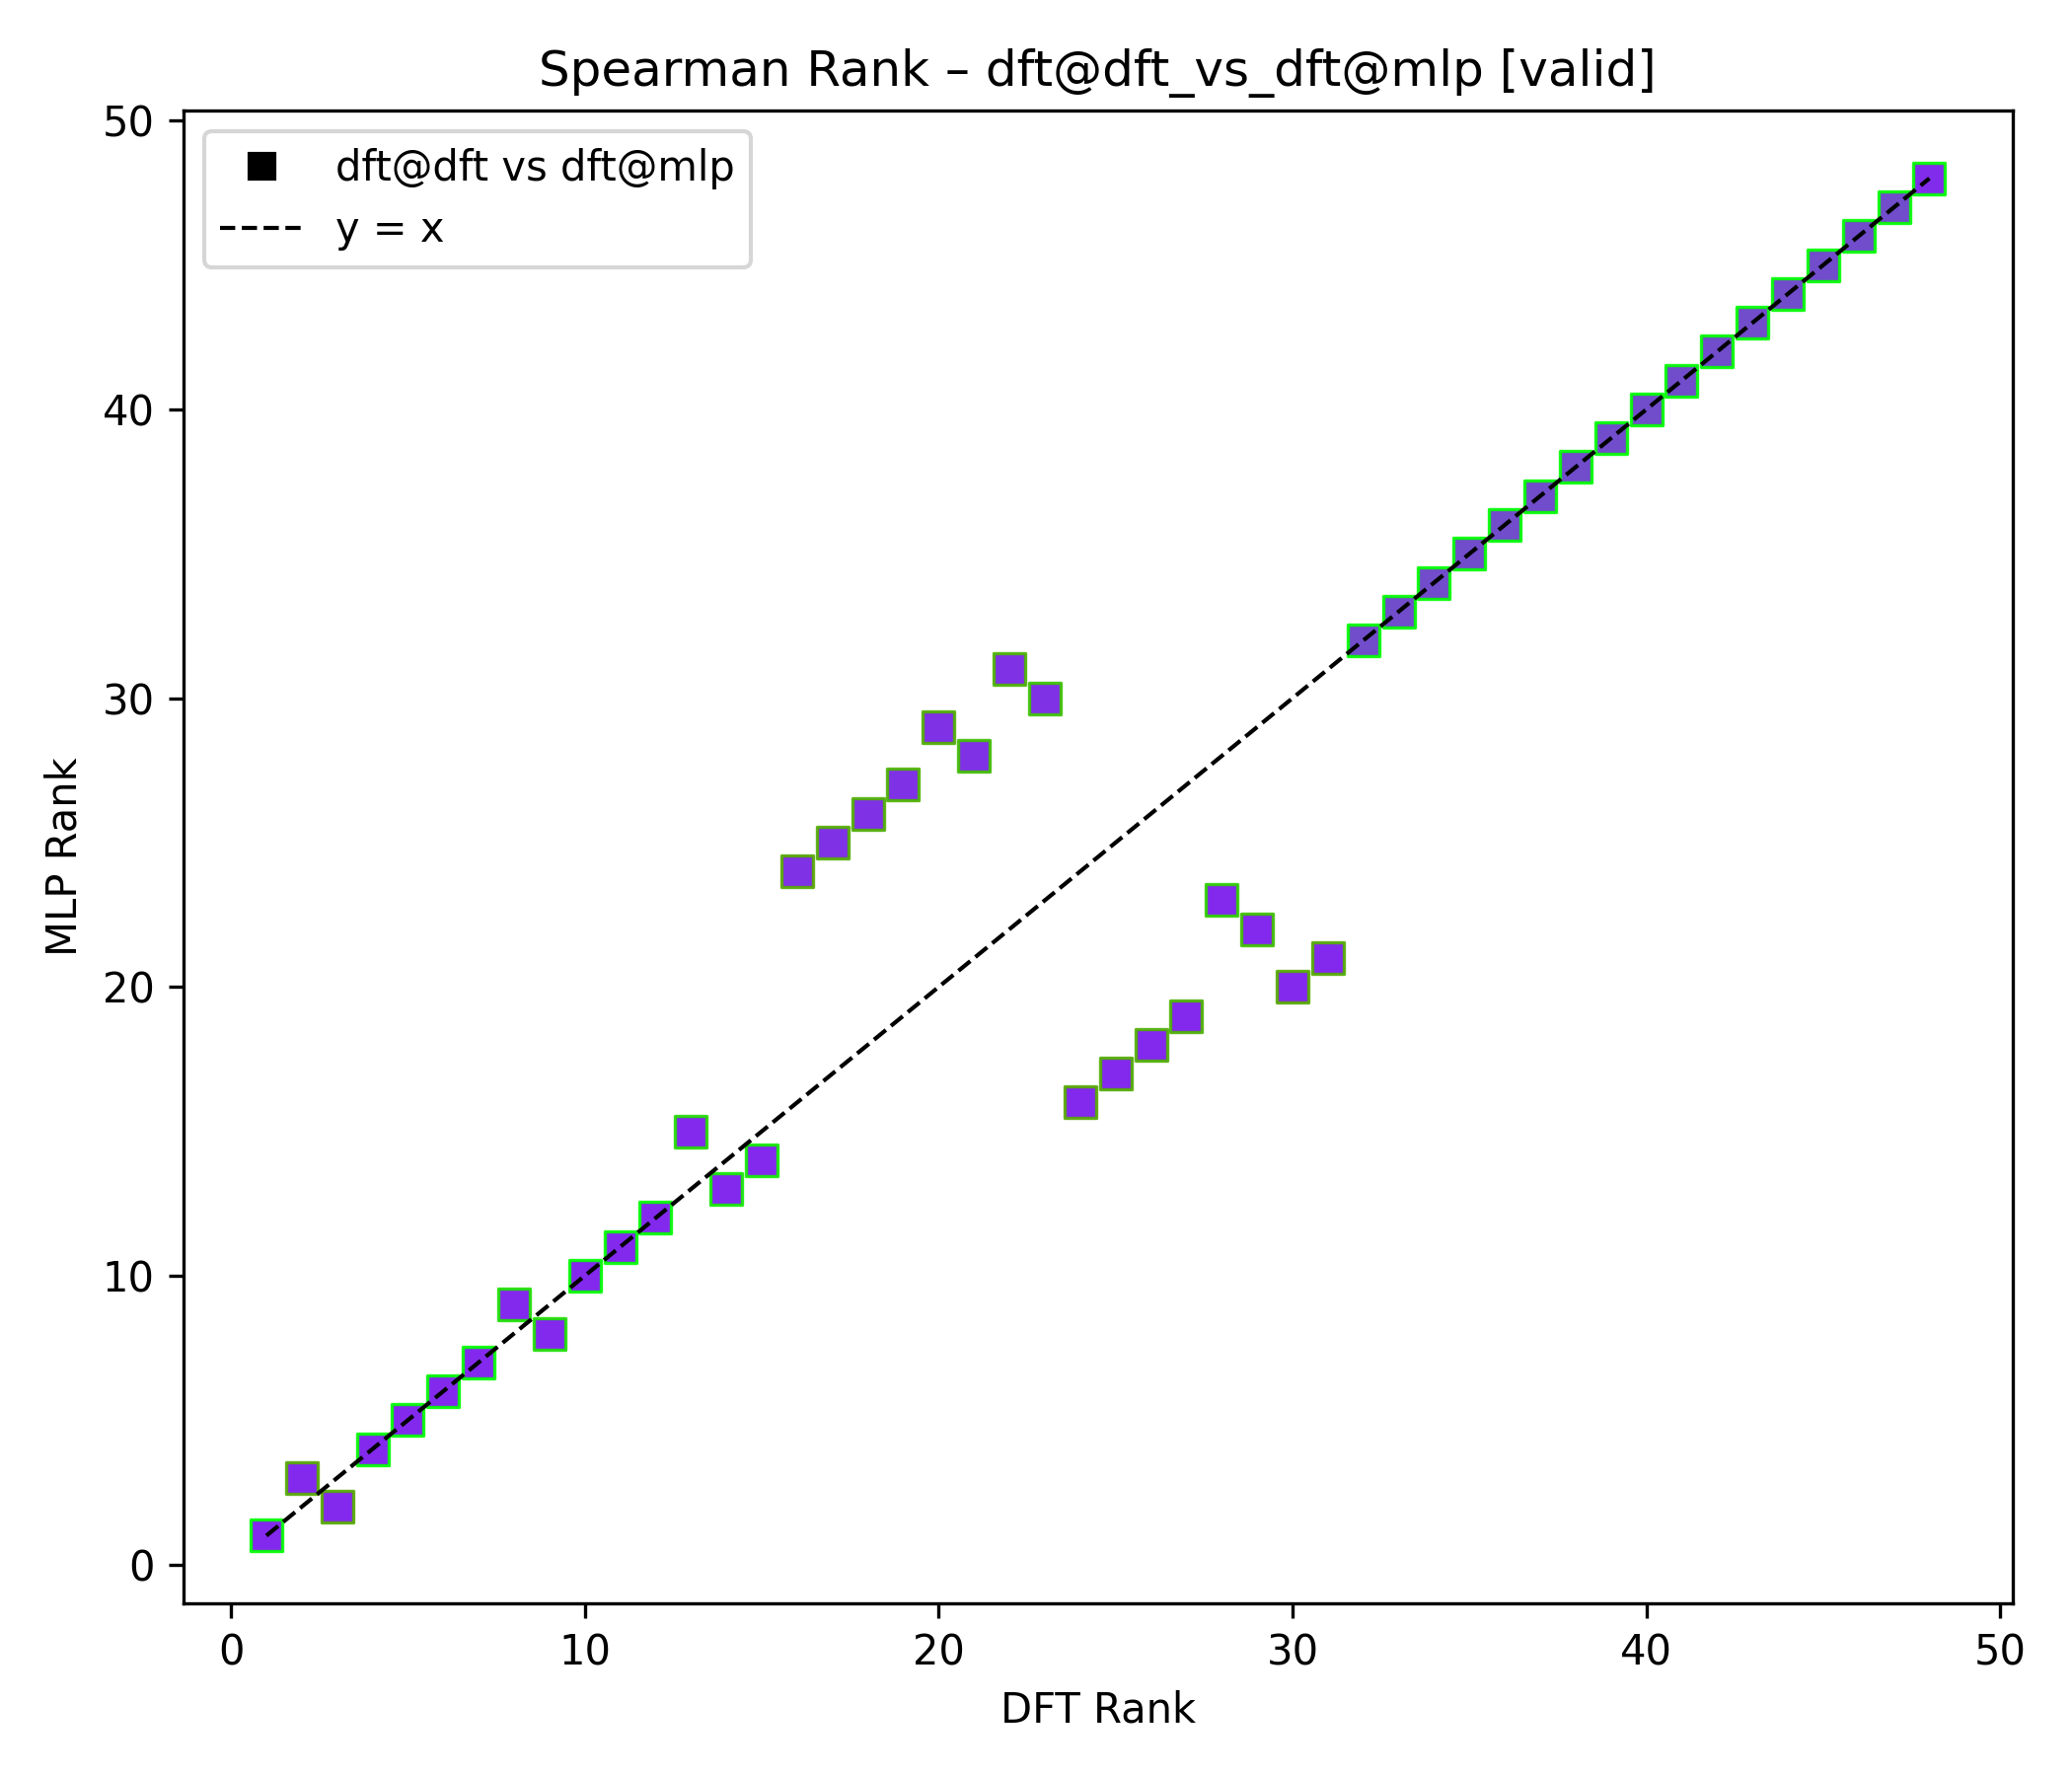 Spearman Rank – dft@dft_vs_dft@mlp [valid]
dft@dft vs dft@mlp
y = x
50
40
30
20
10
0
MLP Rank
0 10 20 30 40 50
DFT Rank